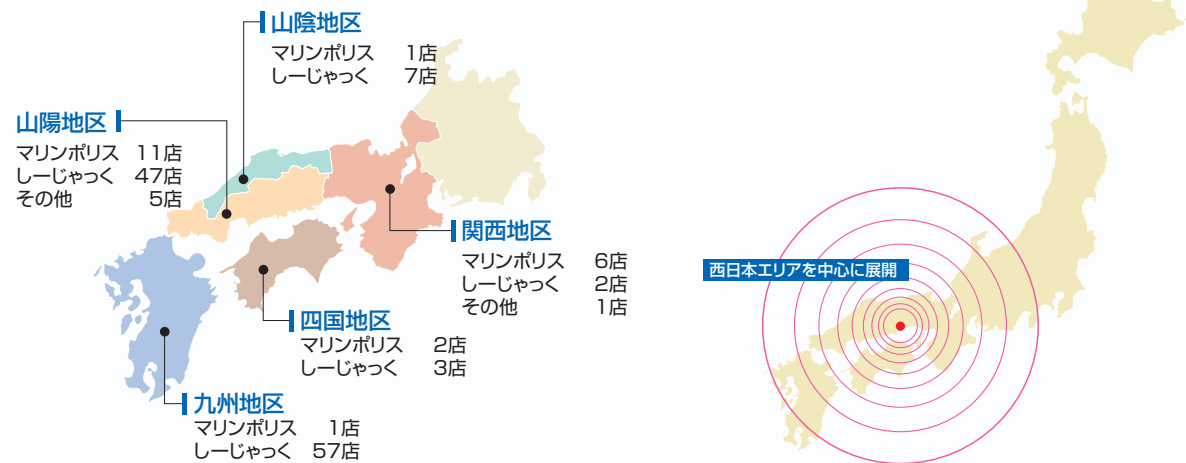 山陰地区
マリンポリス 1店
しーじゃっく 7店
山陽地区
マリンポリス 11店
しーじゃっく 47店
その他 5店
関西地区
マリンポリス 6店
しーじゃっく 2店
その他 1店
四国地区
マリンポリス 2店
しーじゃっく 3店
九州地区
マリンポリス 1店
しーじゃっく 57店
西日本エリアを中心に展開